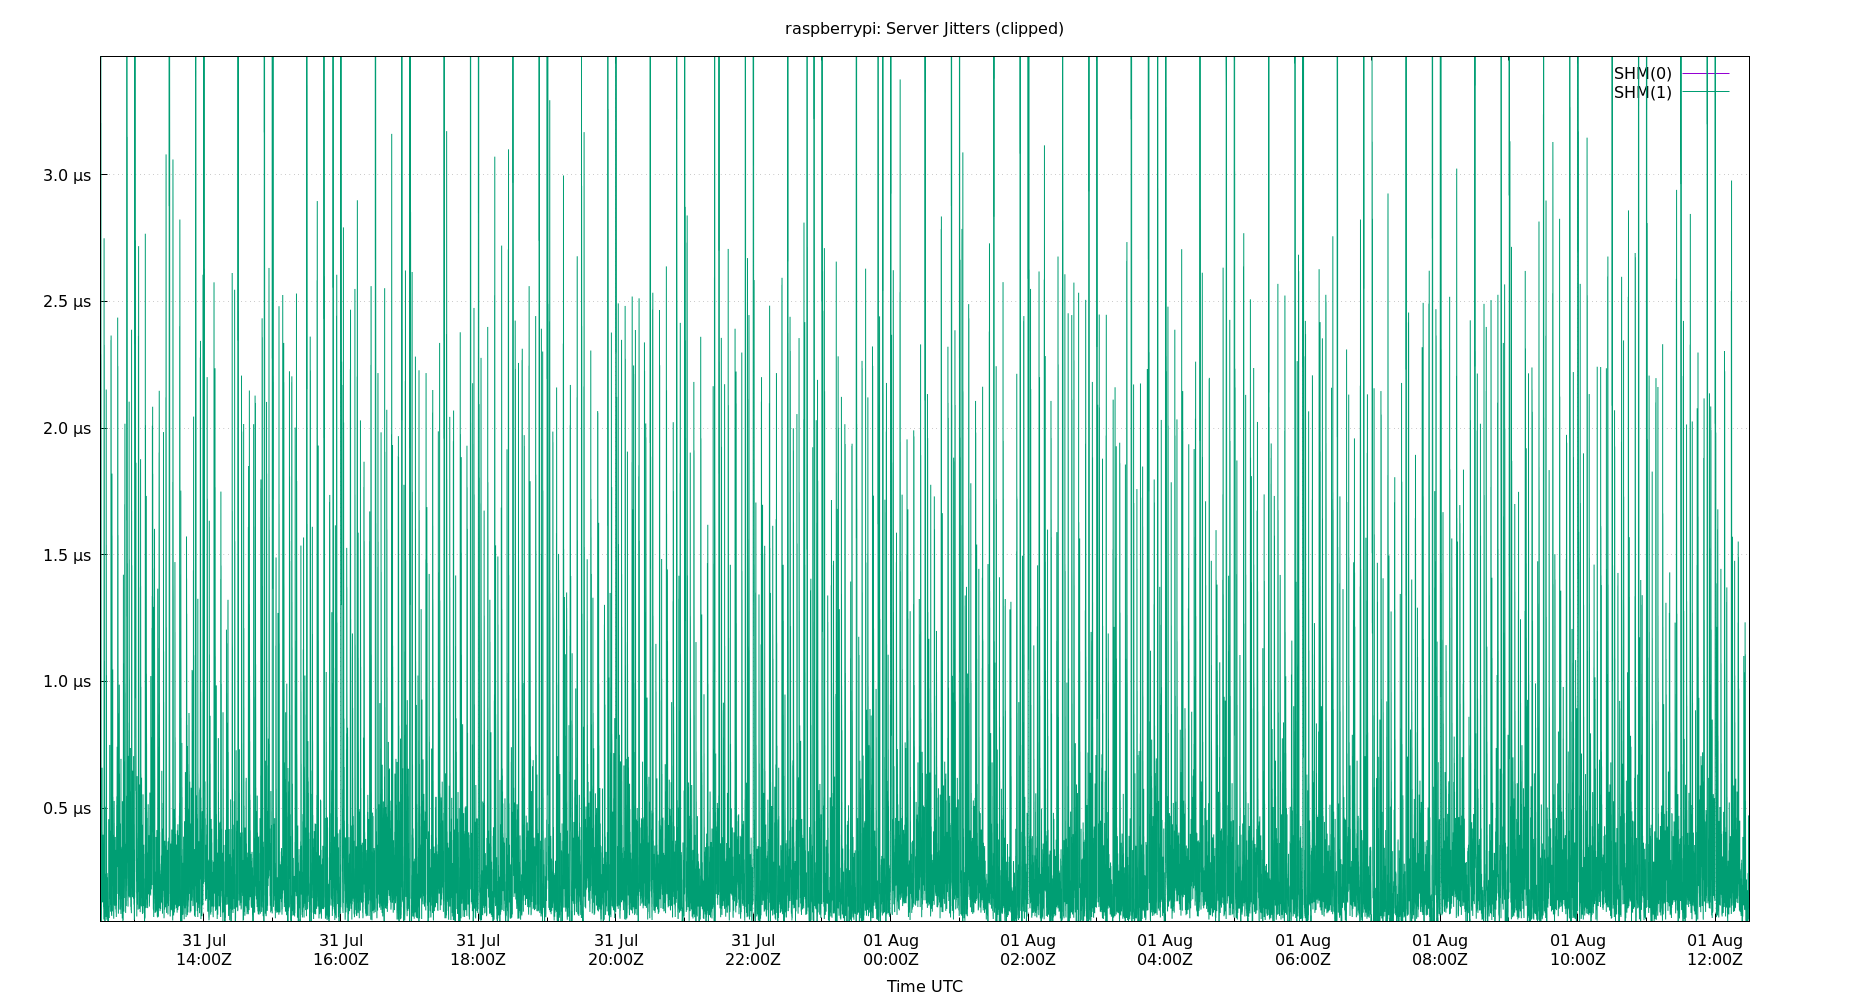 raspberrypi: Server Jitters (clipped)
SHM(0)
SHM(1)
3.0 µs
2.5 µs
2.0 µs
1.5 µs
1.0 µs
0.5 µs
31 Jul 31 Jul 31 Jul 31 Jul 31 Jul 01 Aug 01 Aug 01 Aug 01 Aug 01 Aug 01 Aug 01 Aug
14:00Z 16:00Z 18:00Z 20:00Z 22:00Z 00:00Z 02:00Z 04:00Z 06:00Z 08:00Z 10:00Z 12:00Z
Time UTC